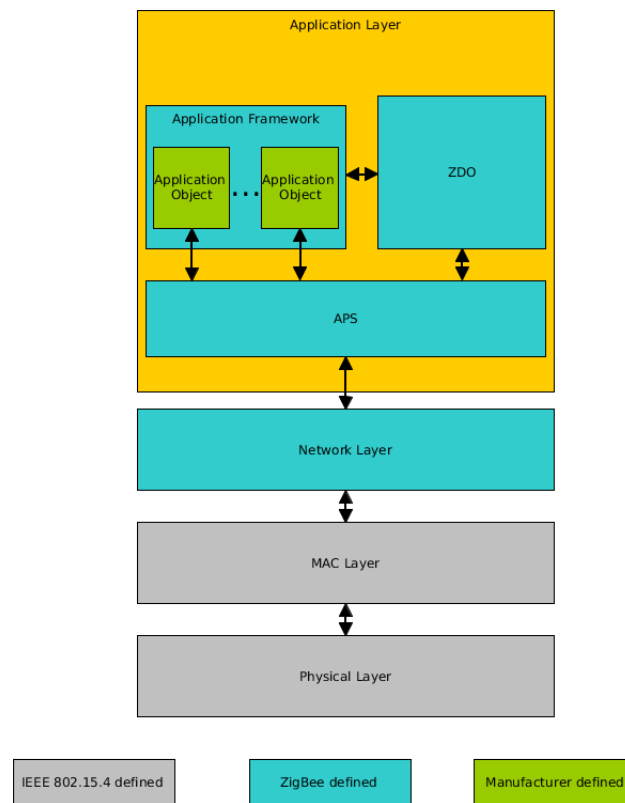 Application Layer
Application Framework
Application
Object
...
Application
Object
ZDO
APS
Network Layer
MAC Layer
Physical Layer
IEEE 802.15.4 defined
ZigBee defined
Manufacturer defined